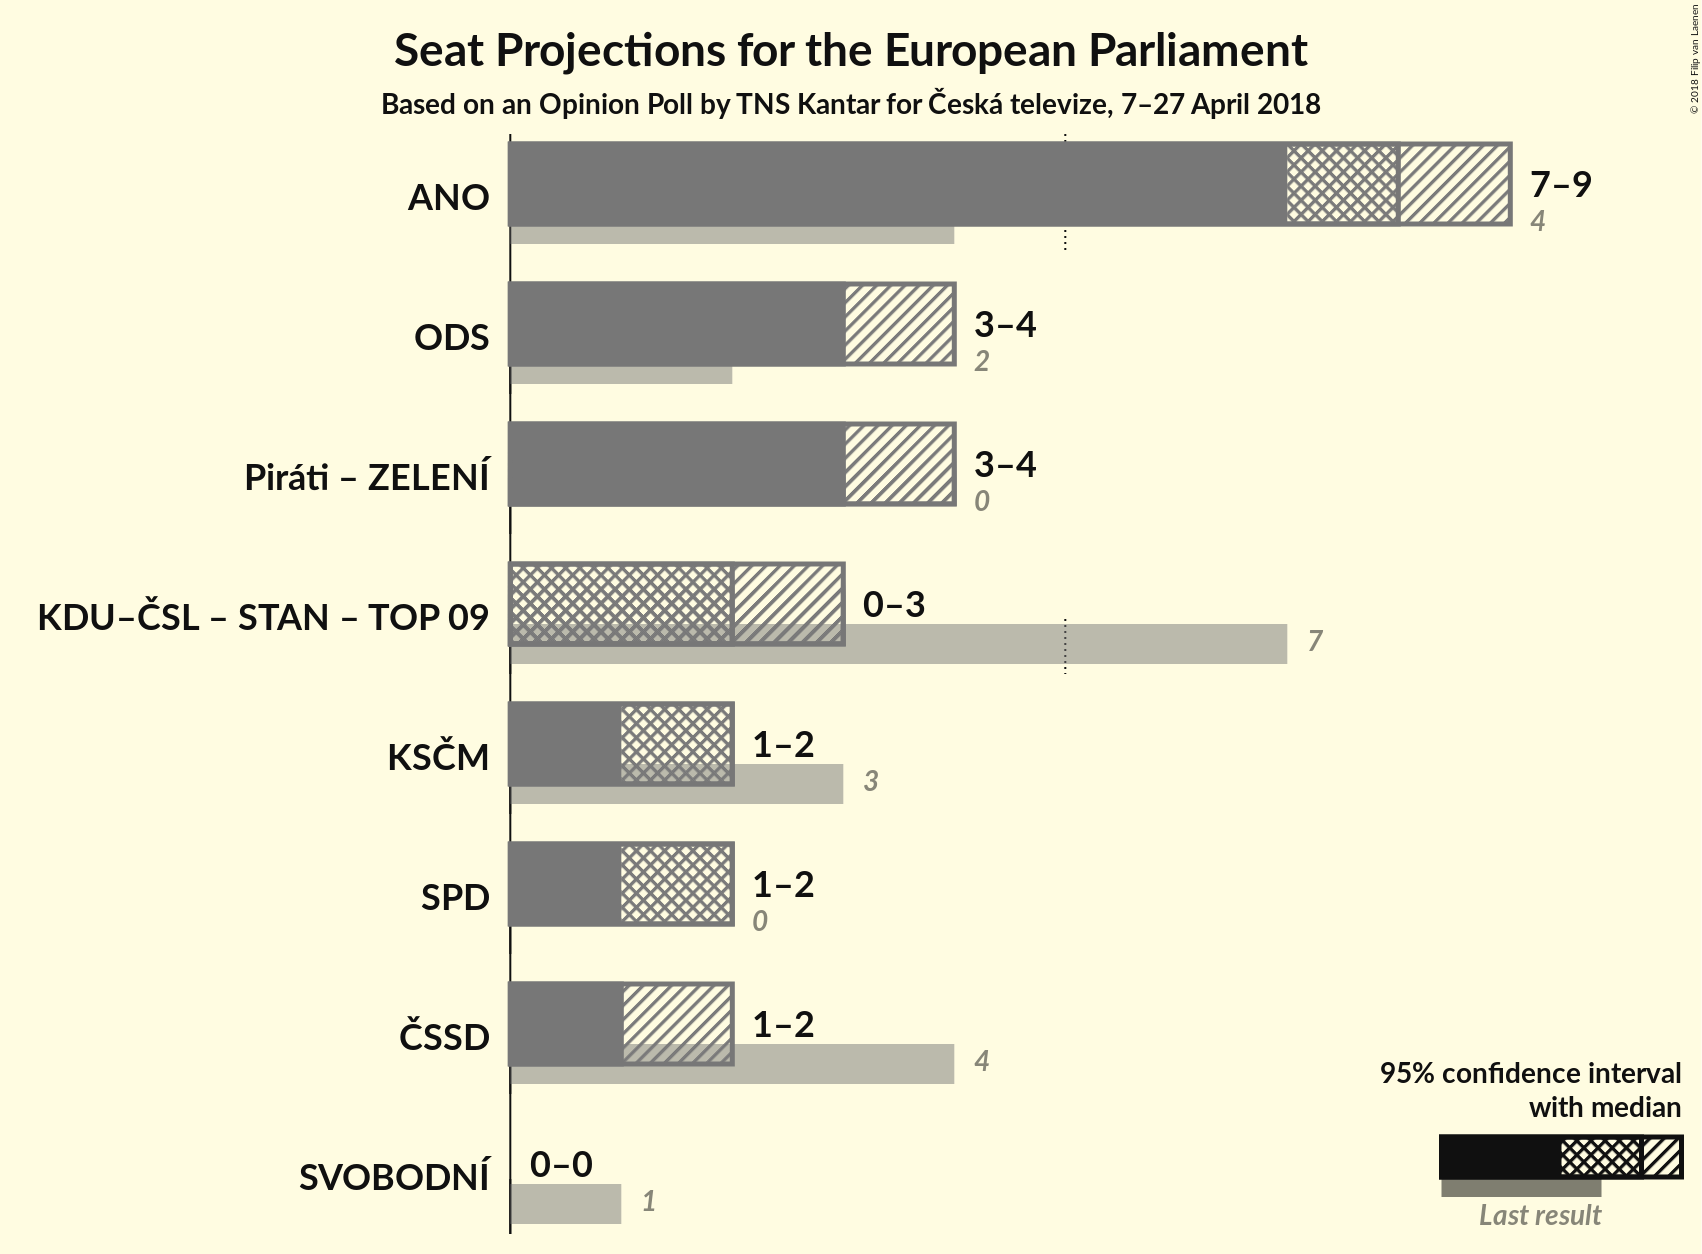 Seat Projections for the European Parliament
Based on an Opinion Poll by TNS Kantar for Česká televize, 7–27 April 2018
© 2018 Filip van Laenen
ANO
7–9
4
ODS
3–4
2
Piráti – ZELENÍ
3–4
0
KDU–ČSL – STAN – TOP 09
0–3
7
KSČM
1–2
3
SPD
1–2
0
ČSSD
1–2
4
SVOBODNÍ
0–0
1
95% confidence interval
with median
Last result